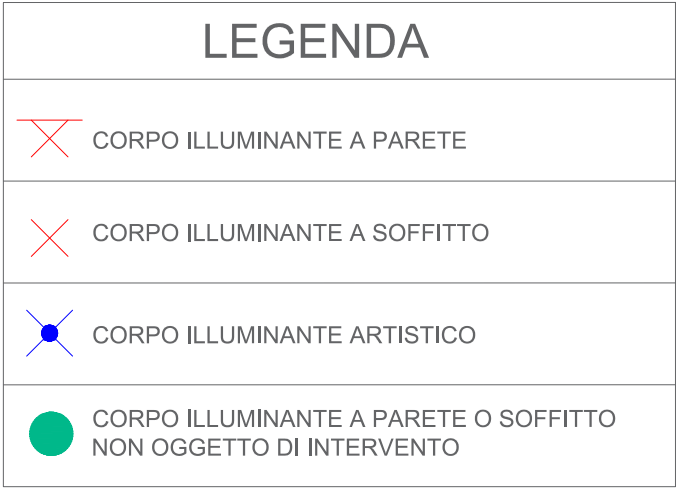 LEGENDA
CORPO ILLUMINANTE A PARETE
CORPO ILLUMINANTE A SOFFITTO
CORPO ILLUMINANTE ARTISTICO
CORPO ILLUMINANTE A PARETE O SOFFITTO
NON OGGETTO DI INTERVENTO